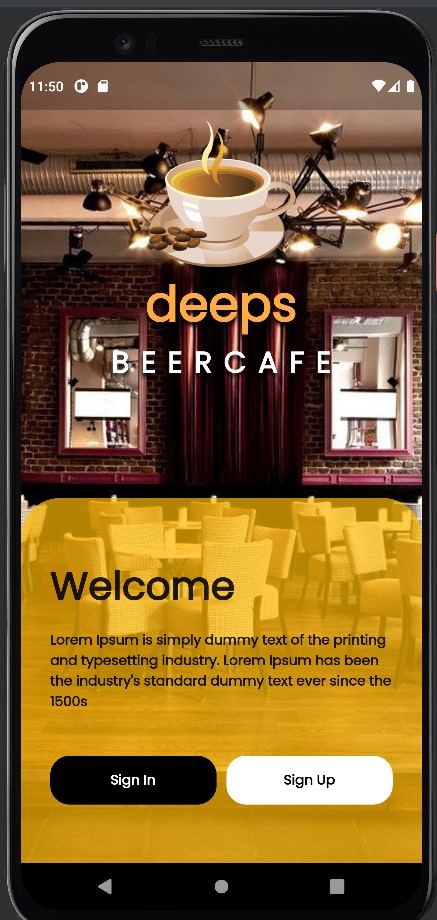 11:50
deeps
BEERCAFE
Welcome
Lorem Ipsum is simply dummy text of the printing
and typesetting industry. Lorem Ipsum has been
the industry's standard dummy text ever since the
1500s
Sign In
Sign Up